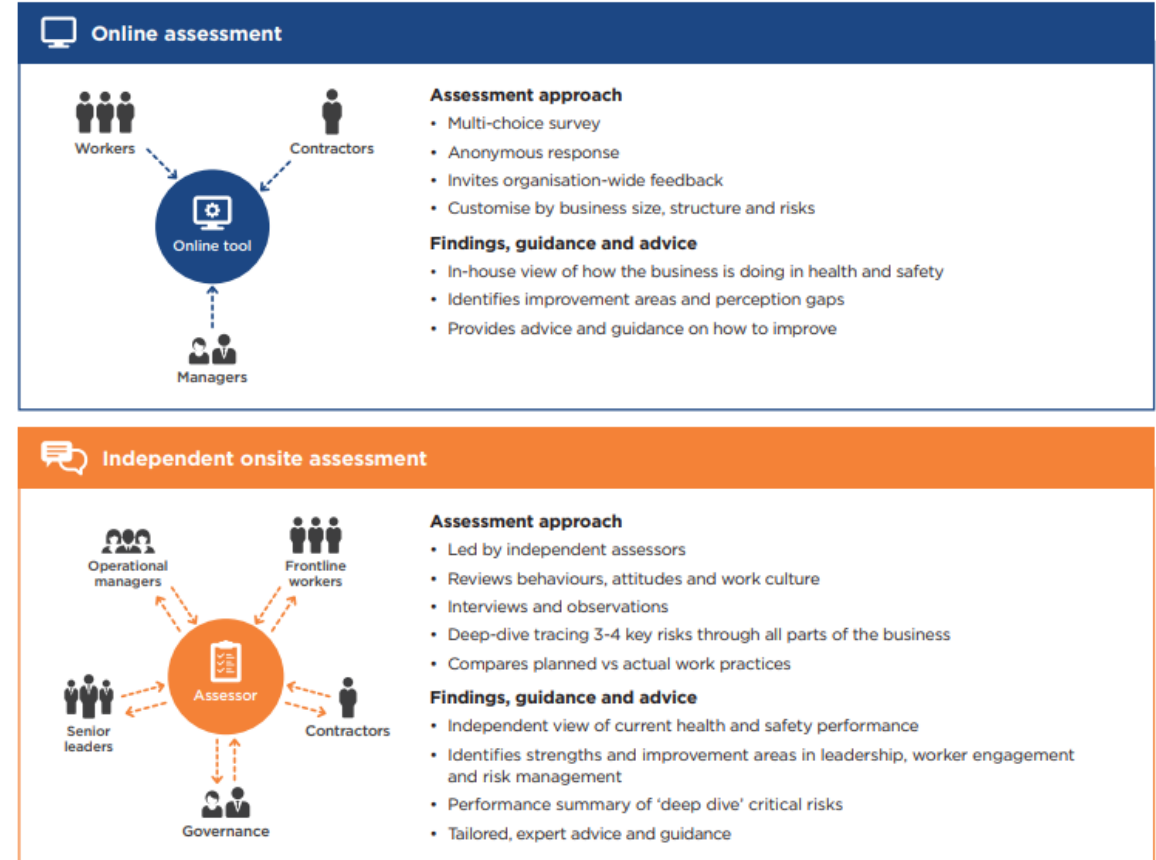 Online assessment
Workers
Contractors
Online tool
Managers
Assessment approach
• Multi-choice survey
• Anonymous response
• Invites organisation-wide feedback
• Customise by business size, structure and risks
Findings, guidance and advice
• In-house view of how the business is doing in health and safety
• Identifies improvement areas and perception gaps
• Provides advice and guidance on how to improve
Independent onsite assessment
Operational
managers
Frontline
workers
Assessor
Senior
leaders
Contractors
Governance
Assessment approach
• Led by independent assessors
• Reviews behaviours, attitudes and work culture
• Interviews and observations
• Deep-dive tracing 3-4 key risks through all parts of the business
• Compares planned vs actual work practices
Findings, guidance and advice
• Independent view of current health and safety performance
• Identifies strengths and improvement areas in leadership, worker engagement
and risk management
• Performance summary of ‘deep dive’ critical risks
• Tailored, expert advice and guidance